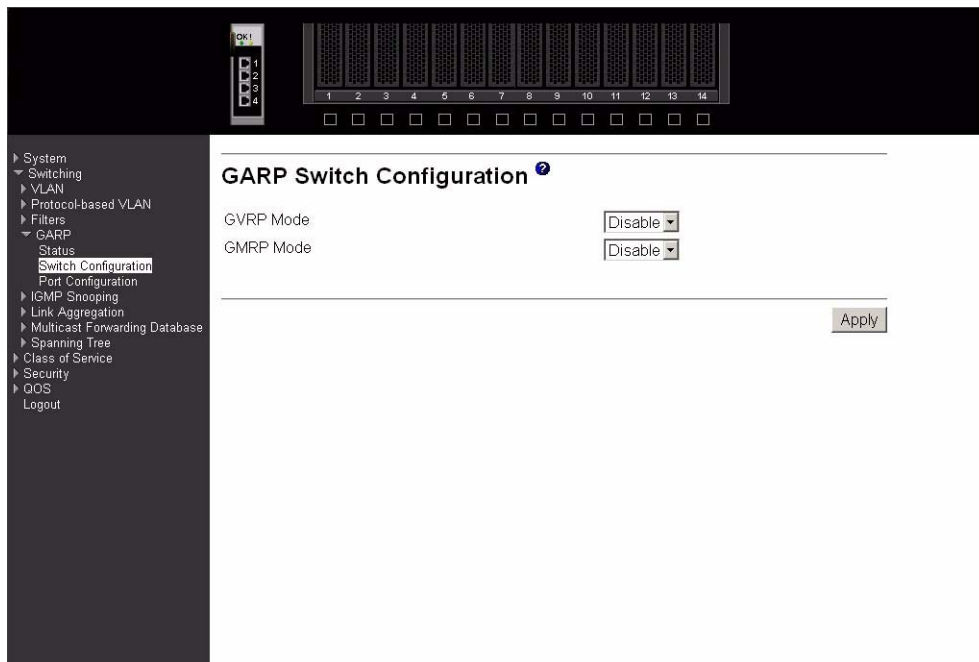 OK!
1
2
3
4
1 2 3 4 5 6 7 8 9 10 11 12 13 14
System
Switching
VLAN
Protocol-based VLAN
Filters
GARP
Status
Switch Configuration
Port Configuration
IGMP Snooping
Link Aggregation
Multicast Forwarding Database
Spanning Tree
Class of Service
Security
QOS
Logout
GARP Switch Configuration ?
GVRP Mode Disable
GMRP Mode Disable
Apply